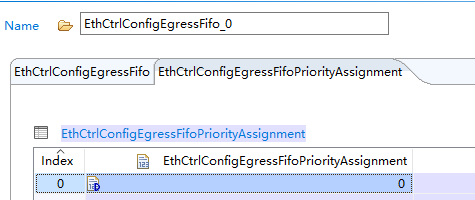 Name EthCtrlConfigEgressFifo_0
EthCtrlConfigEgressFifo EthCtrlConfigEgressFifoPriorityAssignment
EthCtrlConfigEgressFifoPriorityAssignment
Index EthCtrlConfigEgressFifoPriorityAssignment
0 0